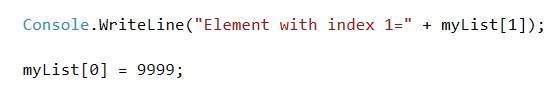 Console.WriteLine("Element with index 1=" + myList[1]);
myList[0] = 9999;